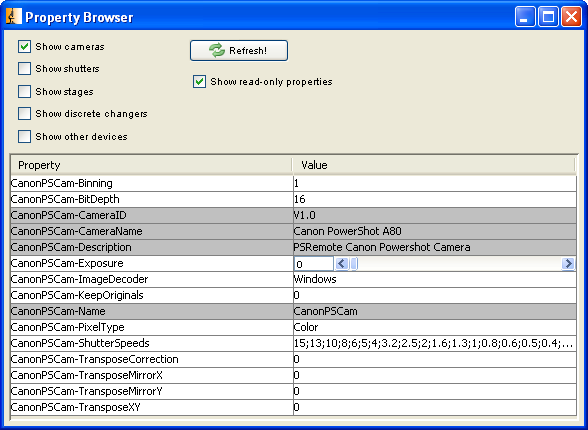 Property Browser
Show cameras
Refresh!
Show shutters
Show read-only properties
Show stages
Show discrete changers
Show other devices
Property Value
CanonPSCam-Binning 1
CanonPSCam-BitDepth 16
CanonPSCam-CameraID V1.0
CanonPSCam-CameraName Canon PowerShot A80
CanonPSCam-Description PSRemote Canon Powershot Camera
CanonPSCam-Exposure 0
CanonPSCam-ImageDecoder Windows
CanonPSCam-KeepOriginals 0
CanonPSCam-Name CanonPSCam
CanonPSCam-PixelType Color
CanonPSCam-ShutterSpeeds 15;13;10;8;6;5;4;3.2;2.5;2;1.6;1.3;1;0.8;0.6;0.5;0.4;...
CanonPSCam-TransposeCorrection 0
CanonPSCam-TransposeMirrorX 0
CanonPSCam-TransposeMirrorY 0
CanonPSCam-TransposeXY 0